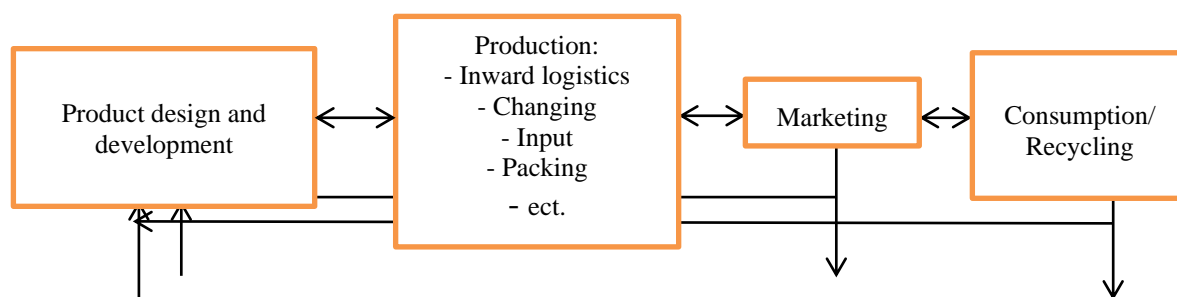 Product design and
development
Production:
- Inward logistics
- Changing
- Input
- Packing
- ect.
Marketing
Consumption/
Recycling